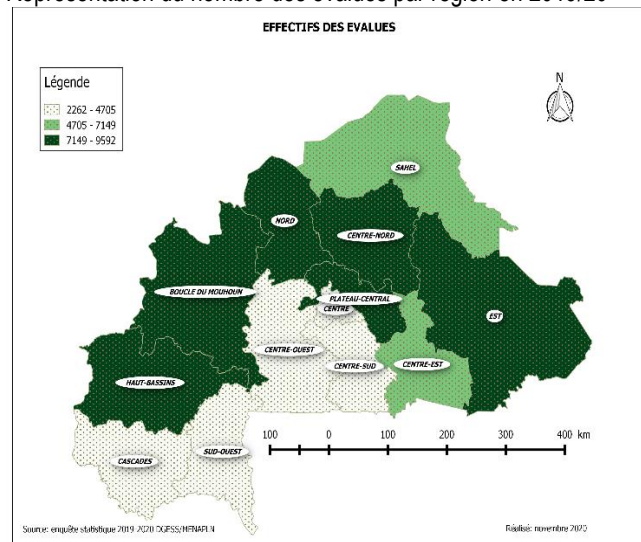 EFFECTIFS DES EVALUES
Légende
2262 - 4705
4705 - 7149
7149 - 9592
N
SAHEL
NORD
CENTRE-NORD
BOUCLE DU MOUHOUN
PLATEAU-CENTRAL
CENTRE
EST
CENTRE-OUEST
CENTRE-SUD
CENTRE-EST
HAUT-BASSINS
CASCADES
SUD-OUEST
100 0 100 200 300 400 km
Source: enquête statistique 2019-2020 DGESS/MENAPLN
Réalisé: novembre 2020